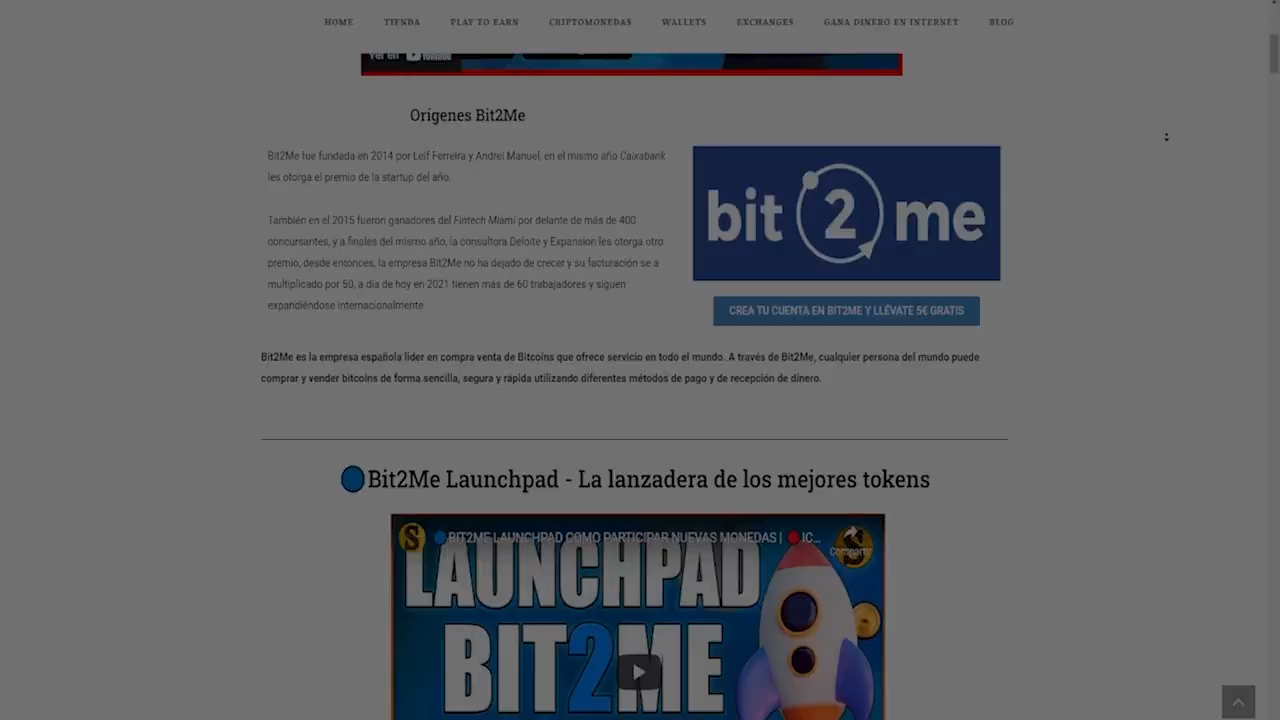 HOME TIENDA PLAY TO EARN CRIPTOMONEDAS WALLETS EXCHANGES GANA DINERO EN INTERNET BLOG
Ver en YouTube
Orígenes Bit2Me
Bit2Me fue fundada en 2014 por Leif Ferreira y Andrei Manuel, en el mismo año Caixabank
les otorga el premio de la startup del año.
También en el 2015 fueron ganadores del Fintech Miami por delante de más de 400
concursantes, y a finales del mismo año, la consultora Deloite y Expansion les otorga otro
premio, desde entonces, la empresa Bit2Me no ha dejado de crecer y su facturación se a
multiplicado por 50, a día de hoy en 2021 tienen más de 60 trabajadores y siguen
expandiéndose internacionalmente.
bit 2 me
CREA TU CUENTA EN BIT2ME Y LLÉVATE 5€ GRATIS
Bit2Me es la empresa española líder en compra venta de Bitcoins que ofrece servicio en todo el mundo. A través de Bit2Me, cualquier persona del mundo puede
comprar y vender bitcoins de forma sencilla, segura y rápida utilizando diferentes métodos de pago y de recepción de dinero.
Bit2Me Launchpad - La lanzadera de los mejores tokens
BIT2ME LAUNCHPAD COMO PARTICIPAR NUEVAS MONEDAS | IC...
Compartir
LAUNCHPAD
BIT2ME